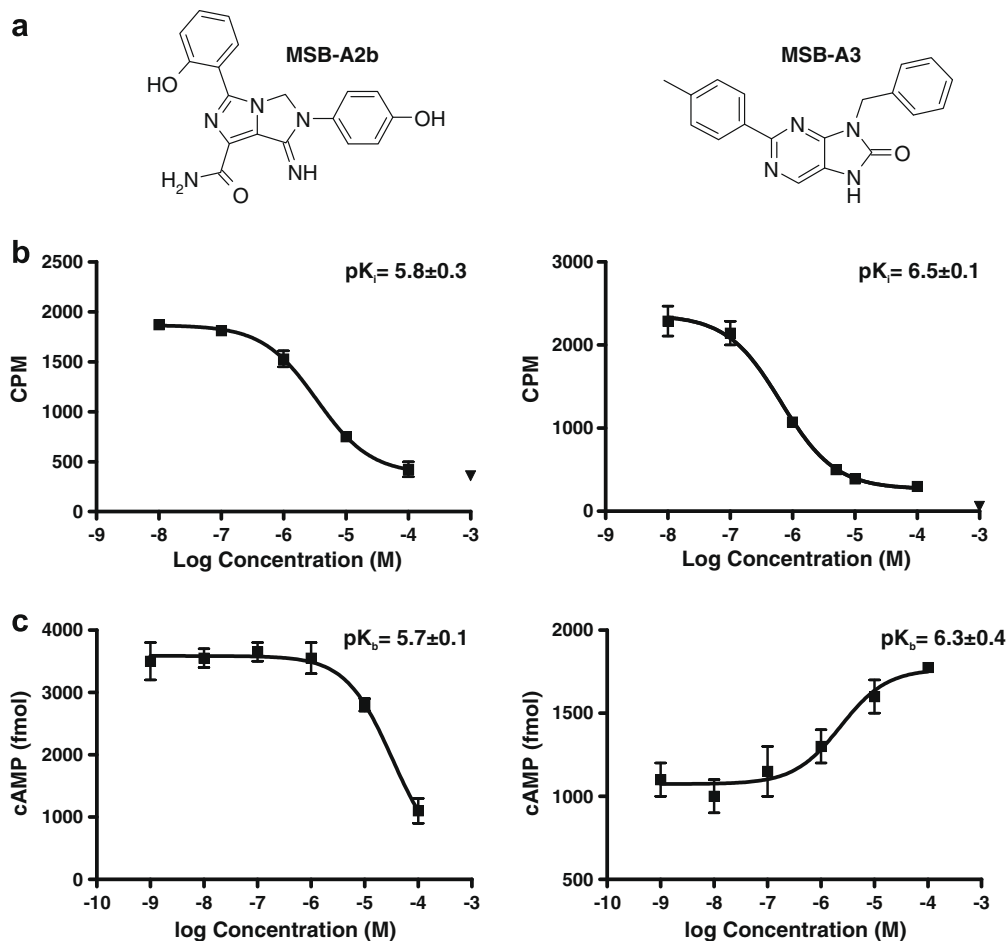 a
MSB-A2b
MSB-A3
HO
N
N
N
OH
NH
H₂N
O
N
N
N
O
N
H
b
pKᵢ= 5.8±0.3
pKᵢ= 6.5±0.1
2500
2000
1500
1000
500
0
CPM
-9 -8 -7 -6 -5 -4 -3
Log Concentration (M)
3000
2000
1000
0
CPM
-9 -8 -7 -6 -5 -4 -3
Log Concentration (M)
c
pK_b= 5.7±0.1
pK_b= 6.3±0.4
4000
3000
2000
1000
0
cAMP (fmol)
-10 -9 -8 -7 -6 -5 -4 -3
log Concentration (M)
2000
1500
1000
500
cAMP (fmol)
-10 -9 -8 -7 -6 -5 -4 -3
log Concentration (M)